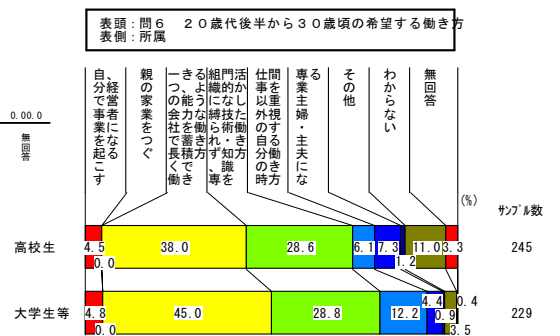 表頭：問６　２０歳代後半から３０歳頃の希望する働き方
表側：所属
自分で事業を起こす、経営者になる
親の家業をつぐ
一つの会社で長く働き、能力を蓄積できるような働き方
組織に縛られず、専門的な技術・知識を活かした働き方
仕事以外の自分の時間を重視する働き方
専業主婦・主夫になる
その他
わからない
無回答
0.00.0
無回答
(%)
ｻﾝﾌﾟﾙ数
高校生 4.5 0.0 38.0 28.6 6.1 7.3 1.2 11.0 3.3 245
大学生等 4.8 0.0 45.0 28.8 12.2 4.4 0.9 3.5 0.4 229